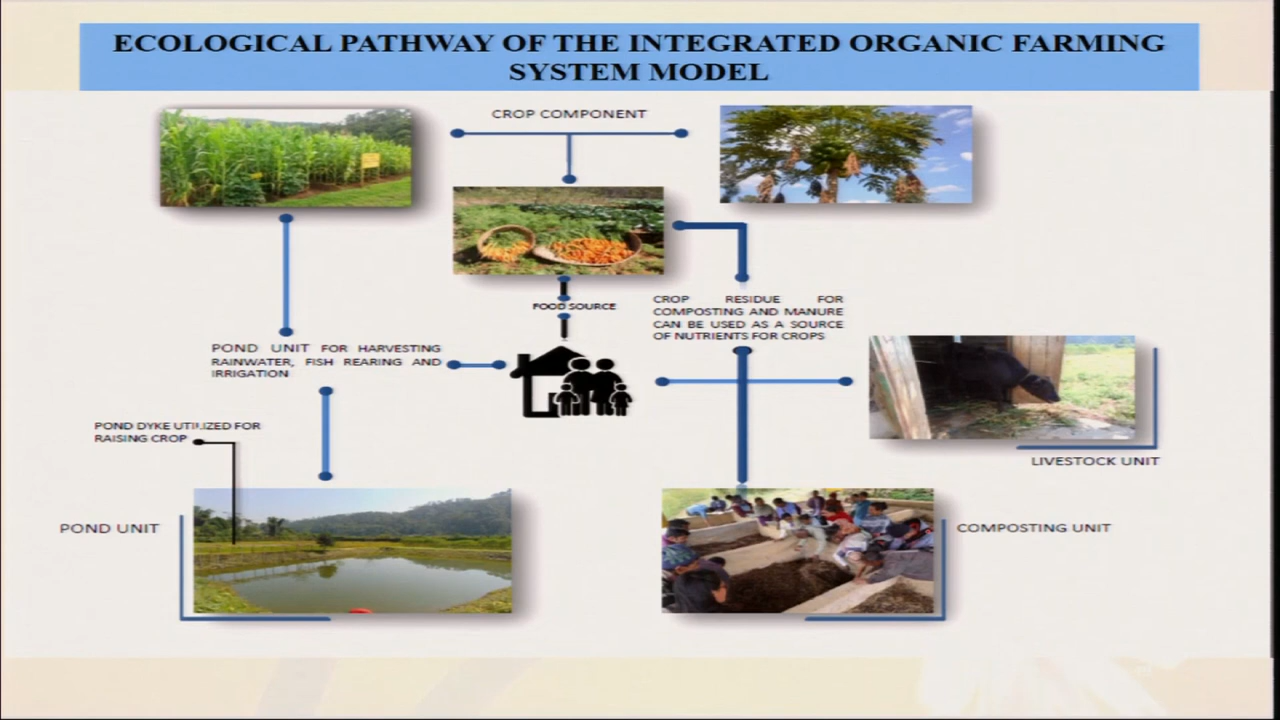 ECOLOGICAL PATHWAY OF THE INTEGRATED ORGANIC FARMING
SYSTEM MODEL
CROP COMPONENT
FOOD SOURCE
CROP RESIDUE FOR
COMPOSTING AND MANURE
CAN BE USED AS A SOURCE
OF NUTRIENTS FOR CROPS
POND UNIT FOR HARVESTING
RAINWATER, FISH REARING AND
IRRIGATION
POND DYKE UTILIZED FOR
RAISING CROP
LIVESTOCK UNIT
POND UNIT
COMPOSTING UNIT